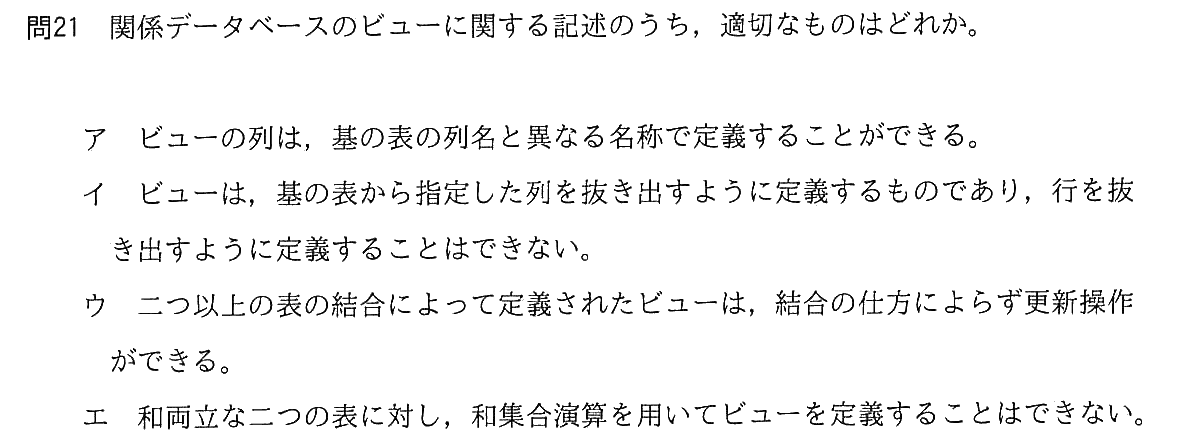 問21 関係データベースのビューに関する記述のうち，適切なものはどれか。
ア ビューの列は，基の表の列名と異なる名称で定義することができる。
イ ビューは，基の表から指定した列を抜き出すように定義するものであり，行を抜
き出すように定義することはできない。
ウ 二つ以上の表の結合によって定義されたビューは，結合の仕方によらず更新操作
ができる。
エ 和両立な二つの表に対し，和集合演算を用いてビューを定義することはできない。